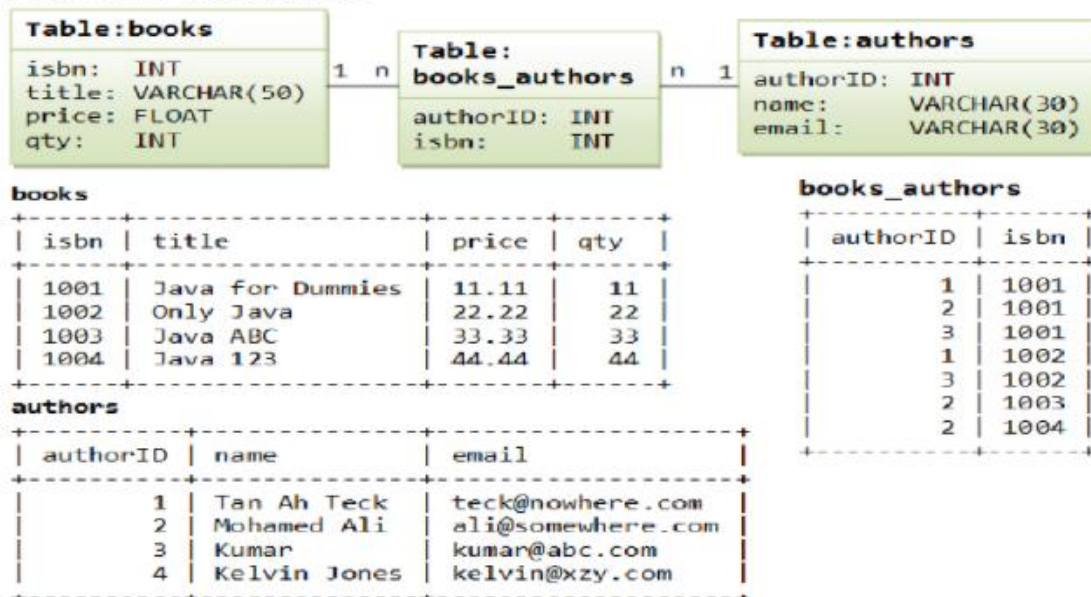 Table:books
isbn: INT
title: VARCHAR(50)
price: FLOAT
qty: INT
1 n
Table:
books_authors
authorID: INT
isbn: INT
n 1
Table:authors
authorID: INT
name: VARCHAR(30)
email: VARCHAR(30)
books
+------+-------------------+-------+------+
| isbn | title | price | qty |
+------+-------------------+-------+------+
| 1001 | Java for Dummies | 11.11 | 11 |
| 1002 | Only Java | 22.22 | 22 |
| 1003 | Java ABC | 33.33 | 33 |
| 1004 | Java 123 | 44.44 | 44 |
+------+-------------------+-------+------+
books_authors
+-----------+------+
| authorID | isbn |
+-----------+------+
| 1 | 1001 |
| 2 | 1001 |
| 3 | 1001 |
| 1 | 1002 |
| 3 | 1002 |
| 2 | 1003 |
| 2 | 1004 |
+-----------+------+
authors
+----------+--------------+-------------------+
| authorID | name | email |
+----------+--------------+-------------------+
| 1 | Tan Ah Teck | teck@nowhere.com |
| 2 | Mohamed Ali | ali@somewhere.com |
| 3 | Kumar | kumar@abc.com |
| 4 | Kelvin Jones | kelvin@xzy.com |
+----------+--------------+-------------------+